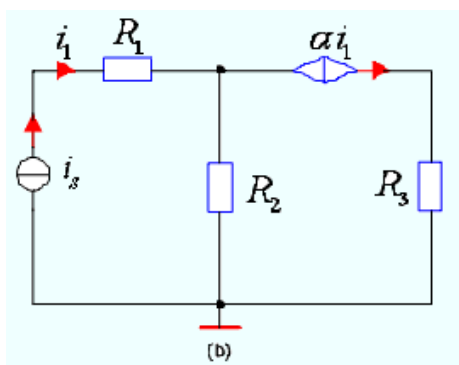 i₁ R₁ αi₁
iₛ R₂ R₃
(b)